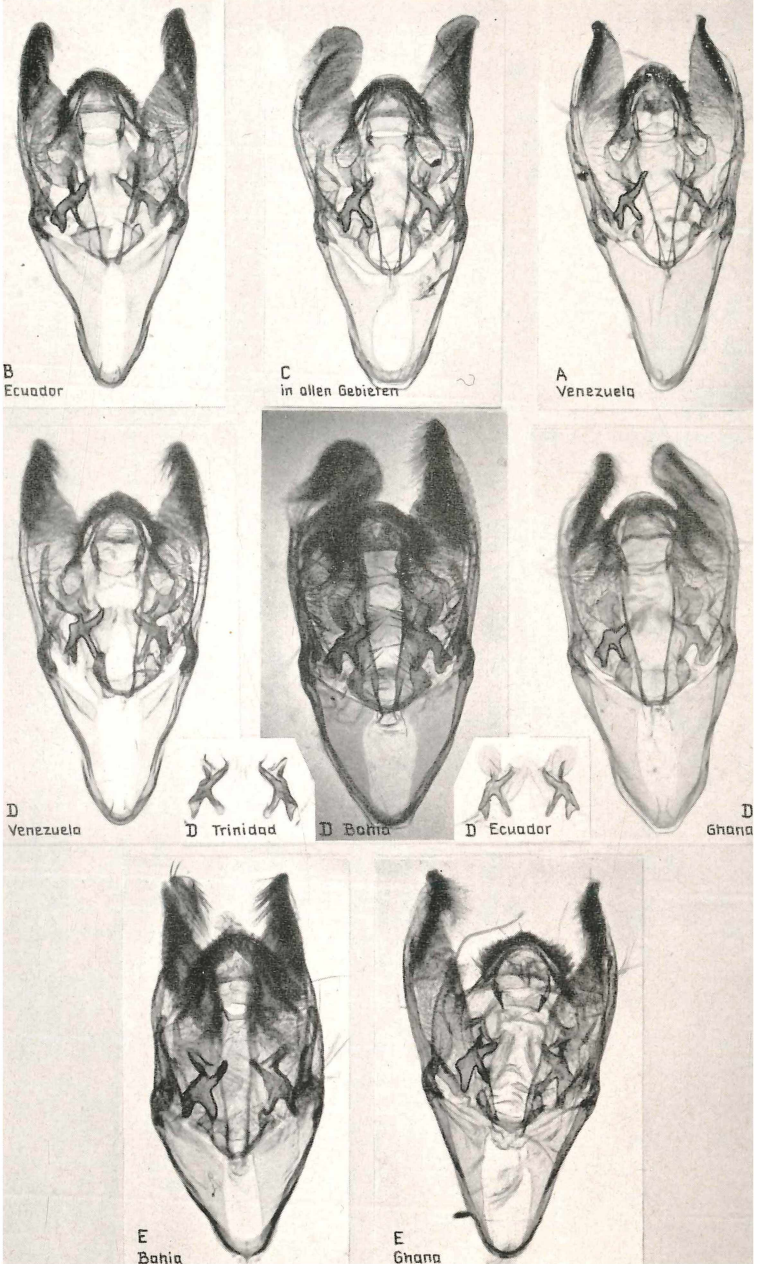 B
Ecuador
C
in allen Gebieten
A
Venezuela
D
Venezuela
D Trinidad
D Bahia
D Ecuador
D
Ghana
E
Bahia
E
Ghana